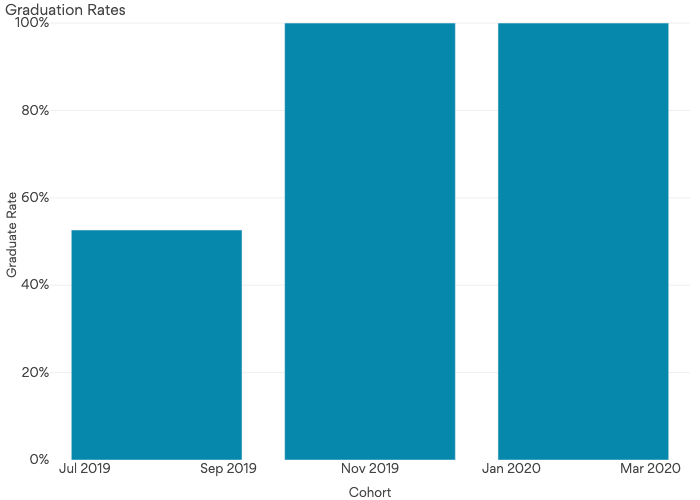 Graduation Rates
100%
80%
60%
40%
20%
0%
Graduate Rate
Jul 2019 Sep 2019 Nov 2019 Jan 2020 Mar 2020
Cohort